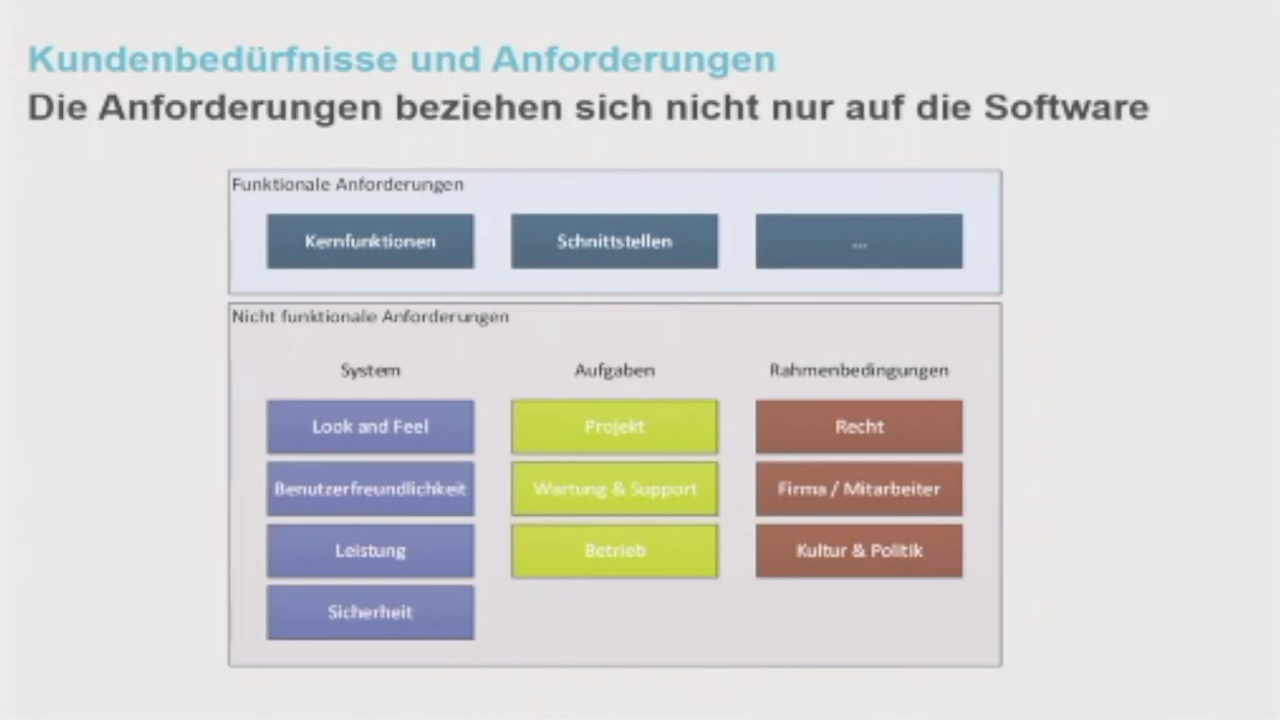 Kundenbedürfnisse und Anforderungen
Die Anforderungen beziehen sich nicht nur auf die Software
Funktionale Anforderungen
Kernfunktionen
Schnittstellen
...
Nicht funktionale Anforderungen
System
Aufgaben
Rahmenbedingungen
Look and Feel
Projekt
Recht
Benutzerfreundlichkeit
Wartung & Support
Firma / Mitarbeiter
Leistung
Betrieb
Kultur & Politik
Sicherheit